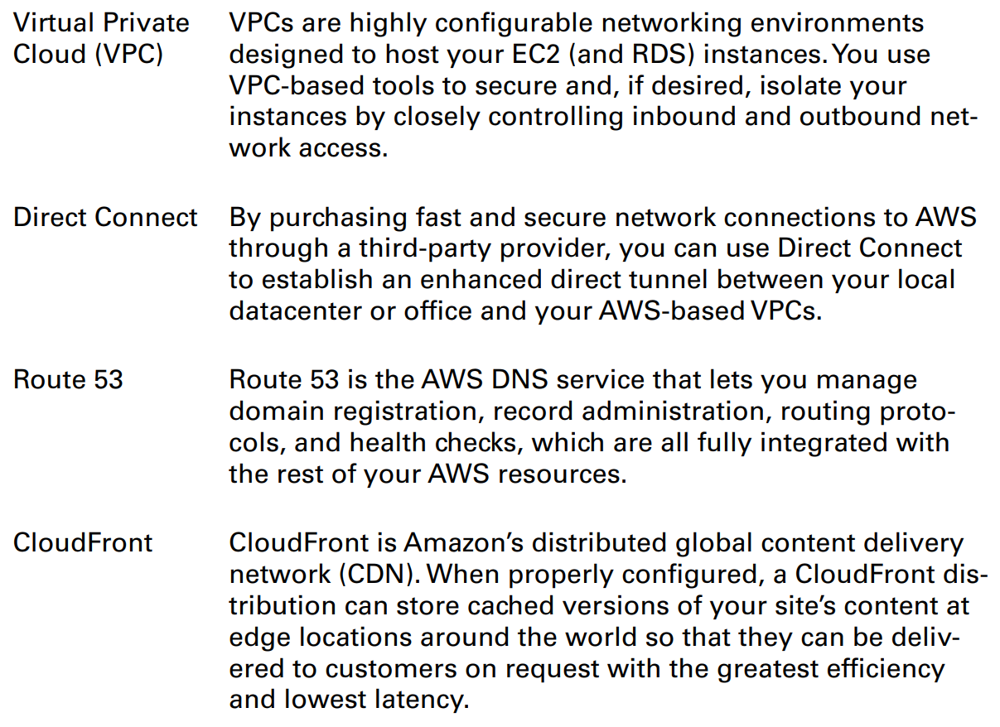 Virtual Private
Cloud (VPC)
VPCs are highly configurable networking environments
designed to host your EC2 (and RDS) instances. You use
VPC-based tools to secure and, if desired, isolate your
instances by closely controlling inbound and outbound net-
work access.
Direct Connect
By purchasing fast and secure network connections to AWS
through a third-party provider, you can use Direct Connect
to establish an enhanced direct tunnel between your local
datacenter or office and your AWS-based VPCs.
Route 53
Route 53 is the AWS DNS service that lets you manage
domain registration, record administration, routing proto-
cols, and health checks, which are all fully integrated with
the rest of your AWS resources.
CloudFront
CloudFront is Amazon’s distributed global content delivery
network (CDN). When properly configured, a CloudFront dis-
tribution can store cached versions of your site’s content at
edge locations around the world so that they can be deliv-
ered to customers on request with the greatest efficiency
and lowest latency.